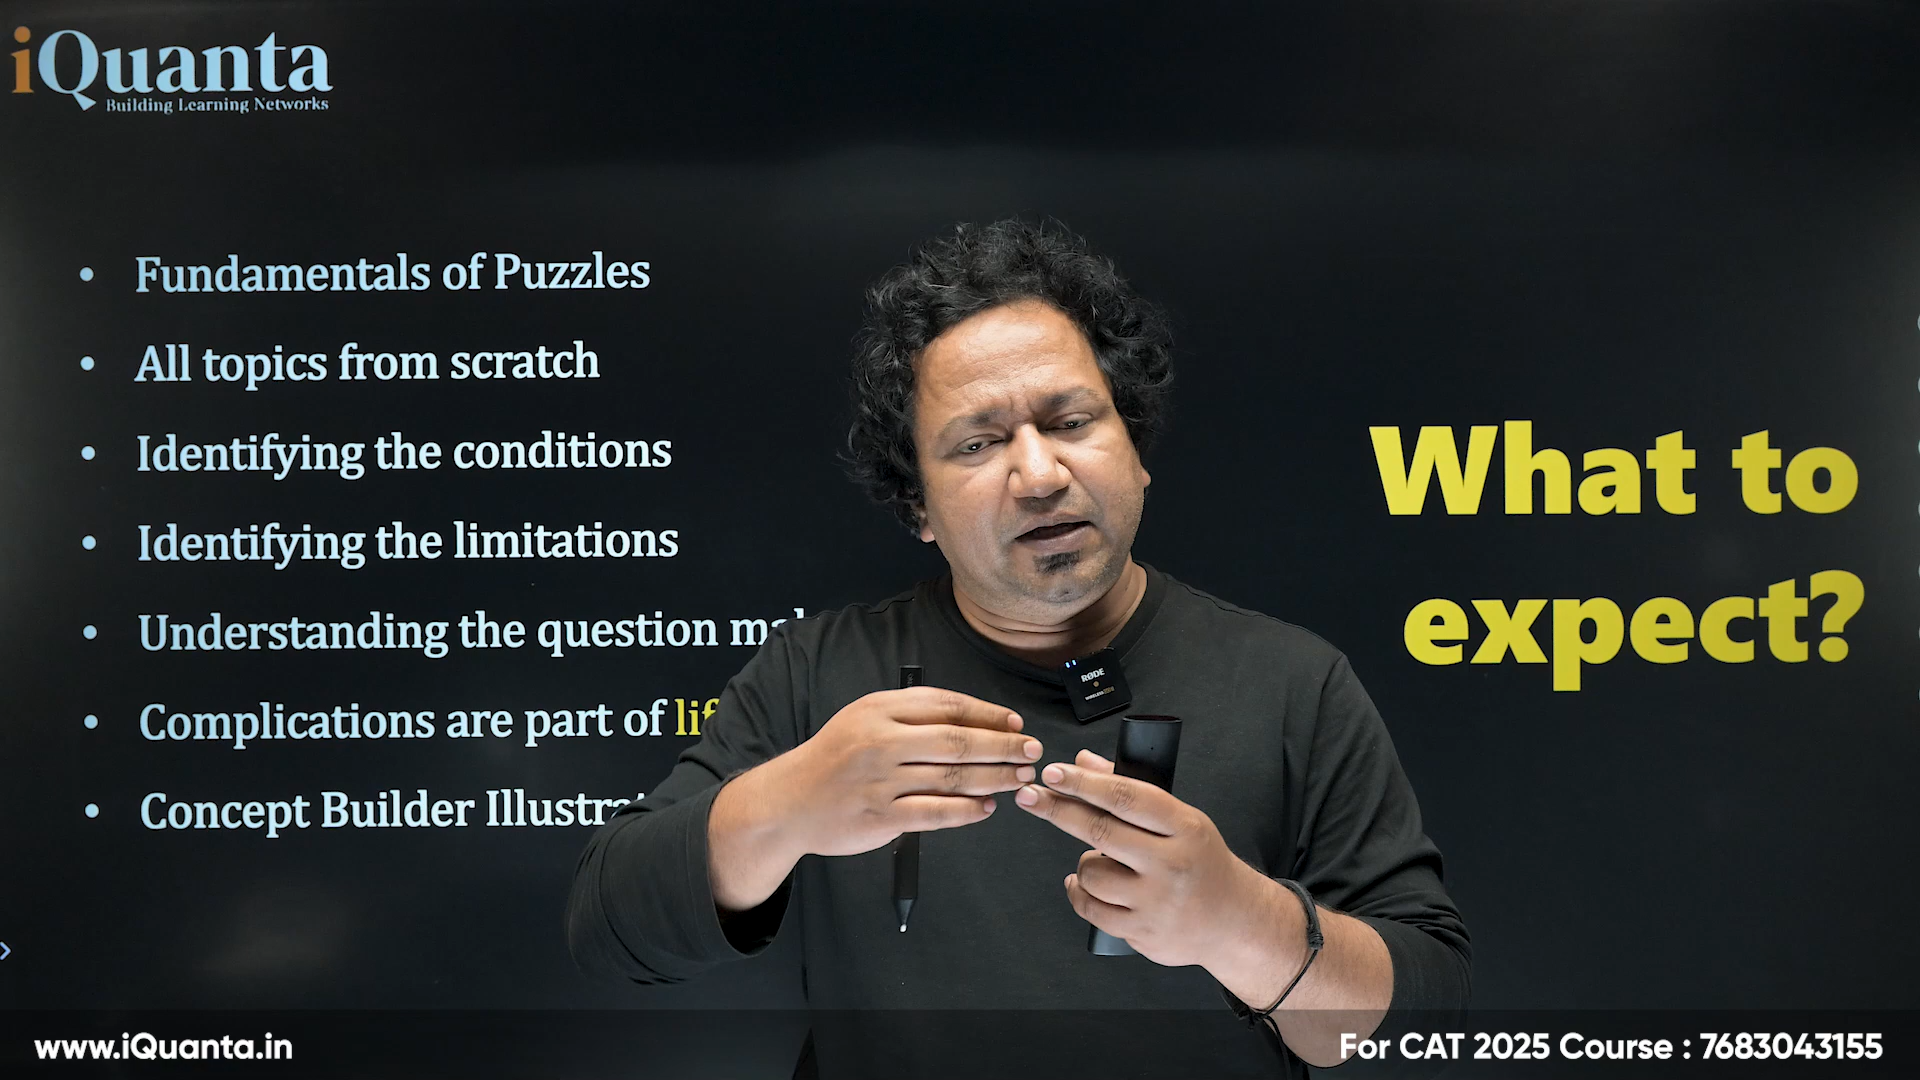 iQuanta
Building Learning Networks
• Fundamentals of Puzzles
• All topics from scratch
• Identifying the conditions
• Identifying the limitations
• Understanding the question
• Complications are part of
• Concept Builder
What to
expect?
RØDE
www.iQuanta.in
For CAT 2025 Course : 7683043155